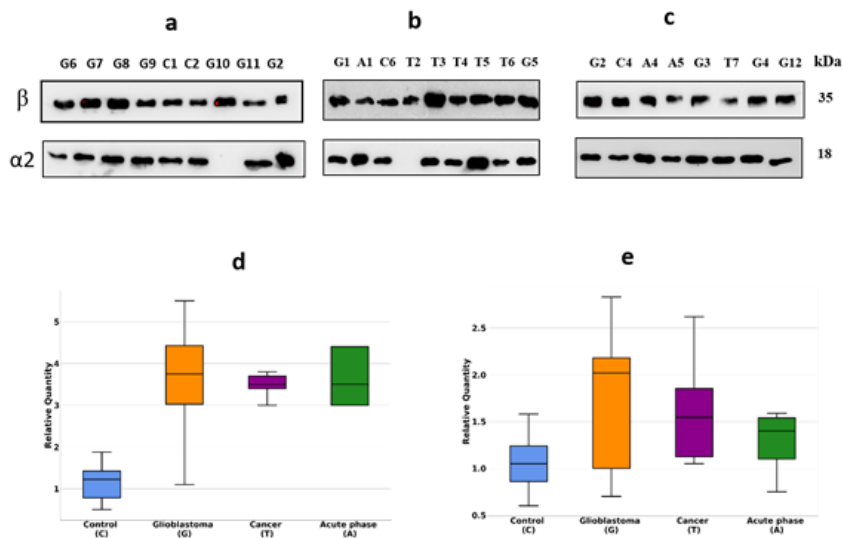 a
b
c
G6 G7 G8 G9 C1 C2 G10 G11 G2
G1 A1 C6 T2 T3 T4 T5 T6 G5
G2 C4 A4 A5 G3 T7 G4 G12 kDa
β
35
α2
18
d
e
Relative Quantity
5
4
3
2
1
Control
(C)
Glioblastoma
(G)
Cancer
(T)
Acute phase
(A)
Relative Quantity
2.5
2.0
1.5
1.0
0.5
Control
(C)
Glioblastoma
(G)
Cancer
(T)
Acute phase
(A)